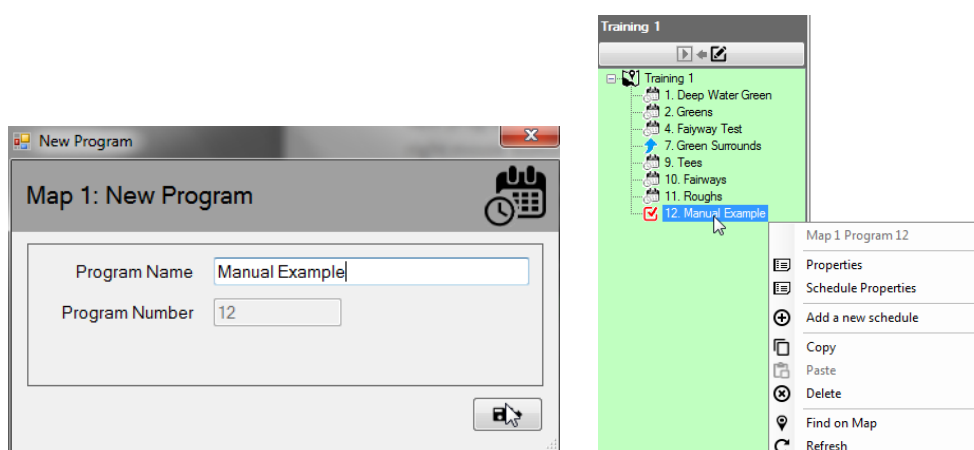 New Program
Map 1: New Program
Program Name
Manual Example
Program Number
12
Training 1
Training 1
1. Deep Water Green
2. Greens
4. Faiyway Test
7. Green Surrounds
9. Tees
10. Fairways
11. Roughs
12. Manual Example
Map 1 Program 12
Properties
Schedule Properties
Add a new schedule
Copy
Paste
Delete
Find on Map
Refresh